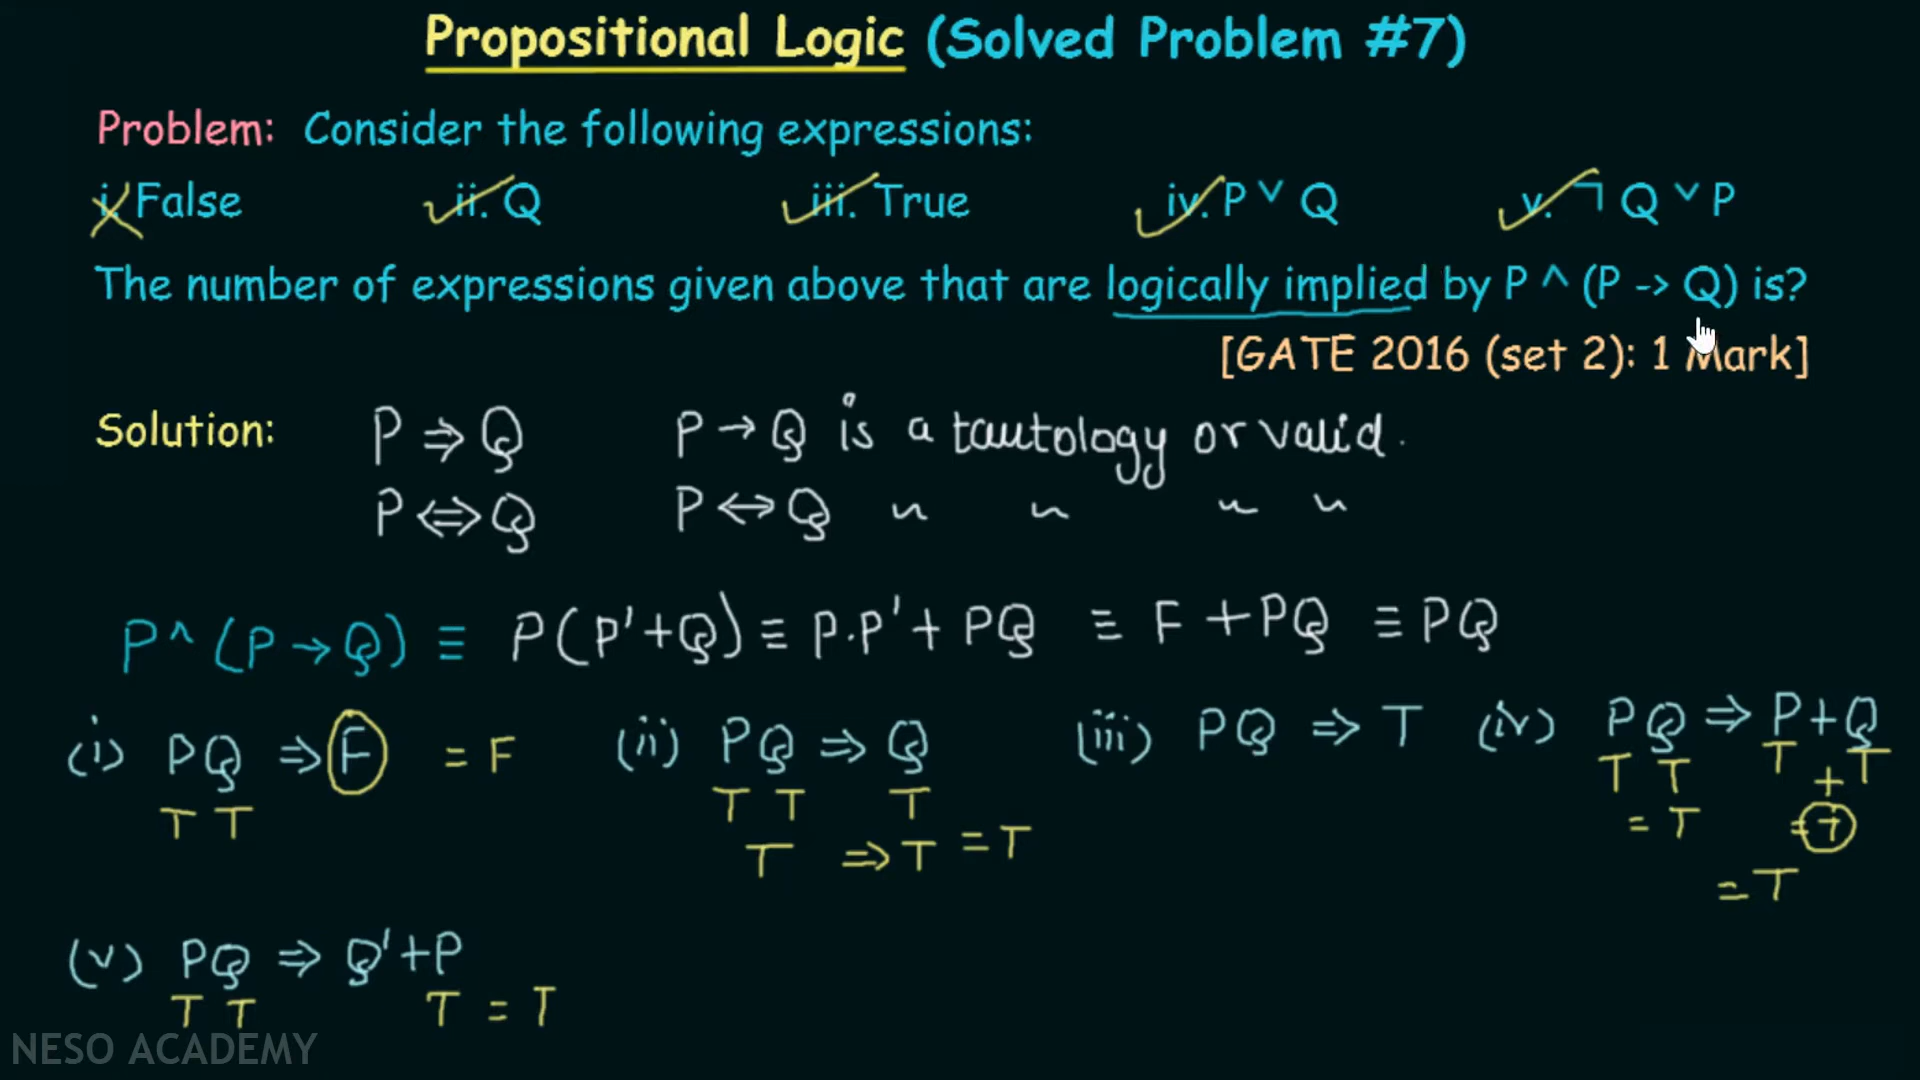 Propositional Logic (Solved Problem #7)
Problem: Consider the following expressions:
i. False ii. Q iii. True iv. P ∨ Q v. ¬ Q ∨ P
The number of expressions given above that are logically implied by P ^ (P -> Q) is?
[GATE 2016 (set 2): 1 Mark]
Solution: P ⇒ Q P → Q is a tautology or valid.
P ⇔ Q P ↔ Q " " " "
P ^ (P → Q) ≡ P(P'+Q) ≡ P.P' + PQ ≡ F + PQ ≡ PQ
(i) PQ ⇒ F = F (ii) PQ ⇒ Q (iii) PQ ⇒ T (iv) PQ ⇒ P+Q
T T T T T T T T + T
T ⇒ T = T = T = T
= T
(v) PQ ⇒ Q'+P
T T T = T
NESO ACADEMY